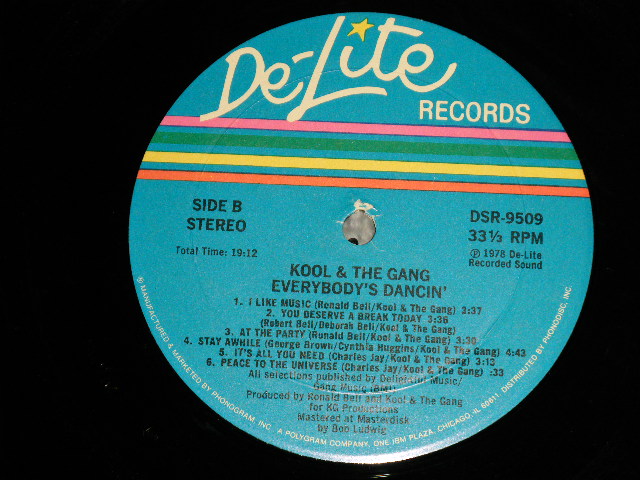 De-Lite
RECORDS
SIDE B
STEREO
Total Time: 19:12
DSR-9509
33⅓ RPM
℗ 1978 De-Lite
Recorded Sound
KOOL & THE GANG
EVERYBODY'S DANCIN'
1. I LIKE MUSIC (Ronald Bell/Kool & The Gang) 3:37
2. YOU DESERVE A BREAK TODAY 3:36
(Robert Bell/Deborah Bell/Kool & The Gang)
3. AT THE PARTY (Ronald Bell/Kool & The Gang) 3:30
4. STAY AWHILE (George Brown/Cynthia Huggins/Kool & The Gang) 4:43
5. IT'S ALL YOU NEED (Charles Jay/Kool & The Gang) 3:13
6. PEACE TO THE UNIVERSE (Charles Jay/Kool & The Gang) :33
All selections published by Delightful Music/
Gang Music (BMI)
Produced by Ronald Bell and Kool & The Gang
for KG Productions
Mastered at Masterdisk
by Bob Ludwig
© MANUFACTURED & MARKETED BY PHONOGRAM, INC. A POLYGRAM COMPANY, ONE IBM PLAZA, CHICAGO, IL 60611. DISTRIBUTED BY PHONODISC, INC.